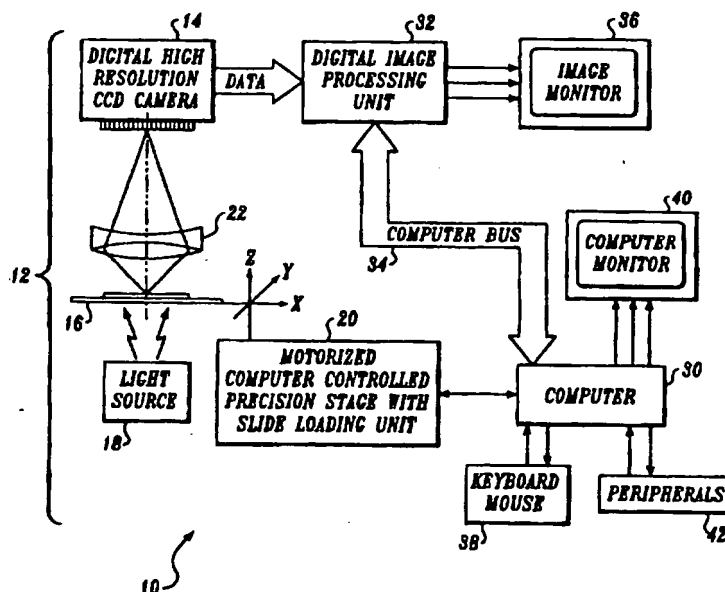 14
DIGITAL HIGH
RESOLUTION
CCD CAMERA
DATA
32
DIGITAL IMAGE
PROCESSING
UNIT
36
IMAGE
MONITOR
22
12
16
Z
Y
X
COMPUTER BUS
34
40
COMPUTER
MONITOR
LIGHT
SOURCE
18
20
MOTORIZED
COMPUTER CONTROLLED
PRECISION STAGE WITH
SLIDE LOADING UNIT
COMPUTER
30
KEYBOARD
MOUSE
38
PERIPHERALS
42
10